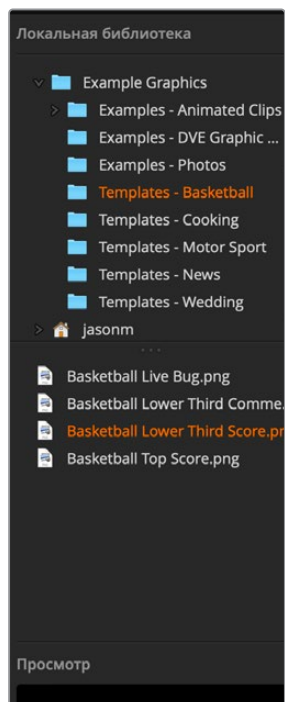 Локальная библиотека
Example Graphics
Examples - Animated Clips
Examples - DVE Graphic ...
Examples - Photos
Templates - Basketball
Templates - Cooking
Templates - Motor Sport
Templates - News
Templates - Wedding
jasonm
Basketball Live Bug.png
Basketball Lower Third Comme.
Basketball Lower Third Score.pr
Basketball Top Score.png
Просмотр